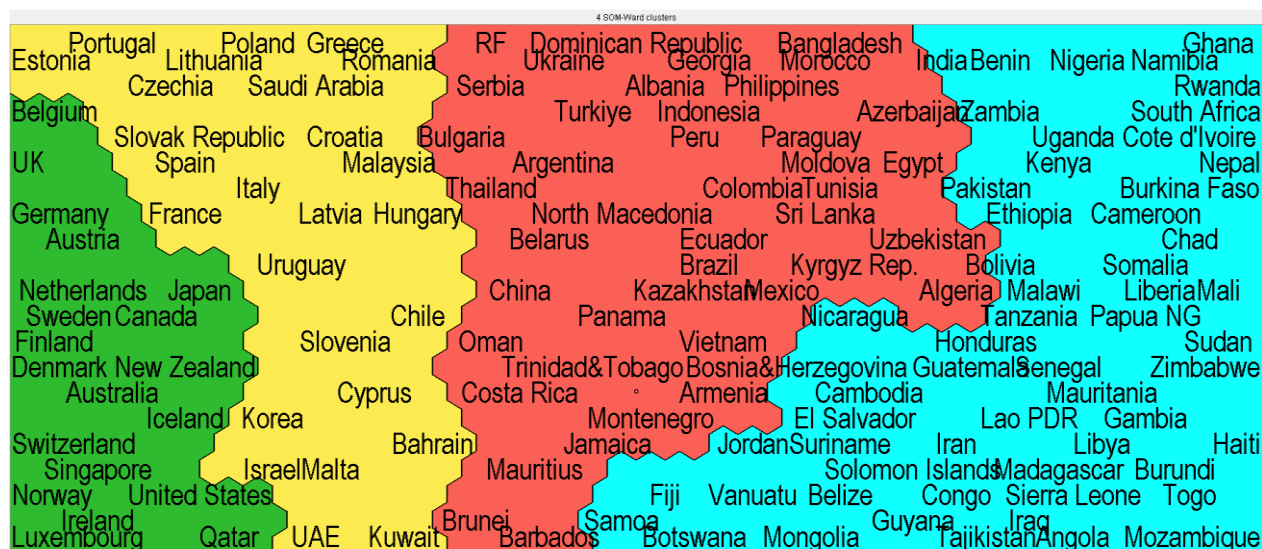 4 SOM-Ward clusters
Portugal Poland Greece RF Dominican Republic Bangladesh Ghana
Estonia Lithuania Romania Ukraine Georgia Morocco India Benin Nigeria Namibia
Czechia Saudi Arabia Serbia Albania Philippines Rwanda
Belgium Turkiye Indonesia Azerbaijan Zambia South Africa
Slovak Republic Croatia Bulgaria Peru Paraguay Uganda Cote d'Ivoire
UK Spain Malaysia Argentina Moldova Egypt Kenya Nepal
Italy Thailand Colombia Tunisia Pakistan Burkina Faso
Germany France Latvia Hungary North Macedonia Sri Lanka Ethiopia Cameroon
Austria Belarus Ecuador Uzbekistan Chad
Uruguay Brazil Kyrgyz Rep. Bolivia Somalia
Netherlands Japan China Kazakhstan Mexico Algeria Malawi Liberia Mali
Sweden Canada Chile Panama Nicaragua Tanzania Papua NG
Finland Slovenia Oman Vietnam Honduras Sudan
Denmark New Zealand Trinidad&Tobago Bosnia&Herzegovina Guatemala Senegal Zimbabwe
Australia Cyprus Costa Rica Armenia Cambodia Mauritania
Iceland Korea Montenegro El Salvador Lao PDR Gambia
Switzerland Bahrain Jamaica Jordan Suriname Iran Libya Haiti
Singapore Israel Malta Mauritius Solomon Islands Madagascar Burundi
Norway United States Fiji Vanuatu Belize Congo Sierra Leone Togo
Ireland Brunei Samoa Guyana Iraq
Luxembourg Qatar UAE Kuwait Barbados Botswana Mongolia Tajikistan Angola Mozambique